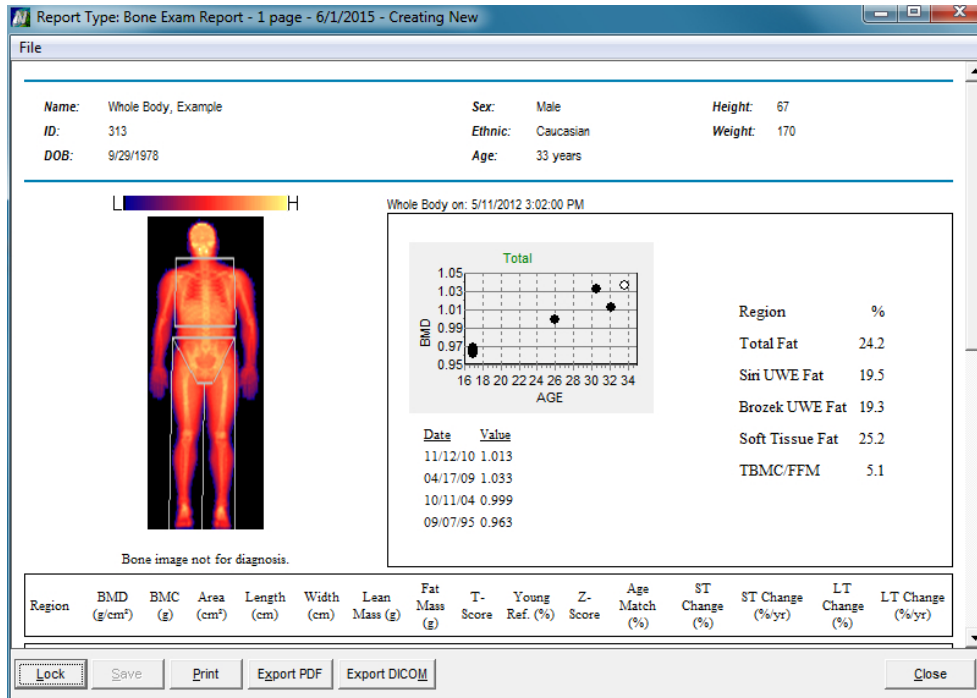 Report Type: Bone Exam Report - 1 page - 6/1/2015 - Creating New
File
Name: Whole Body, Example Sex: Male Height: 67
ID: 313 Ethnic: Caucasian Weight: 170
DOB: 9/29/1978 Age: 33 years
L H
Whole Body on: 5/11/2012 3:02:00 PM
Total
1.05
1.03
1.01
0.99
0.97
0.95
BMD
16 18 20 22 24 26 28 30 32 34
AGE
Date Value
11/12/10 1.013
04/17/09 1.033
10/11/04 0.999
09/07/95 0.963
Region %
Total Fat 24.2
Siri UWE Fat 19.5
Brozek UWE Fat 19.3
Soft Tissue Fat 25.2
TBMC/FFM 5.1
Bone image not for diagnosis.
Region BMD (g/cm²) BMC (g) Area (cm²) Length (cm) Width (cm) Lean Mass (g) Fat Mass (g) T-Score Young Ref. (%) Z-Score Age Match (%) ST Change (%) ST Change (%/yr) LT Change (%) LT Change (%/yr)
Lock Save Print Export PDF Export DICOM Close